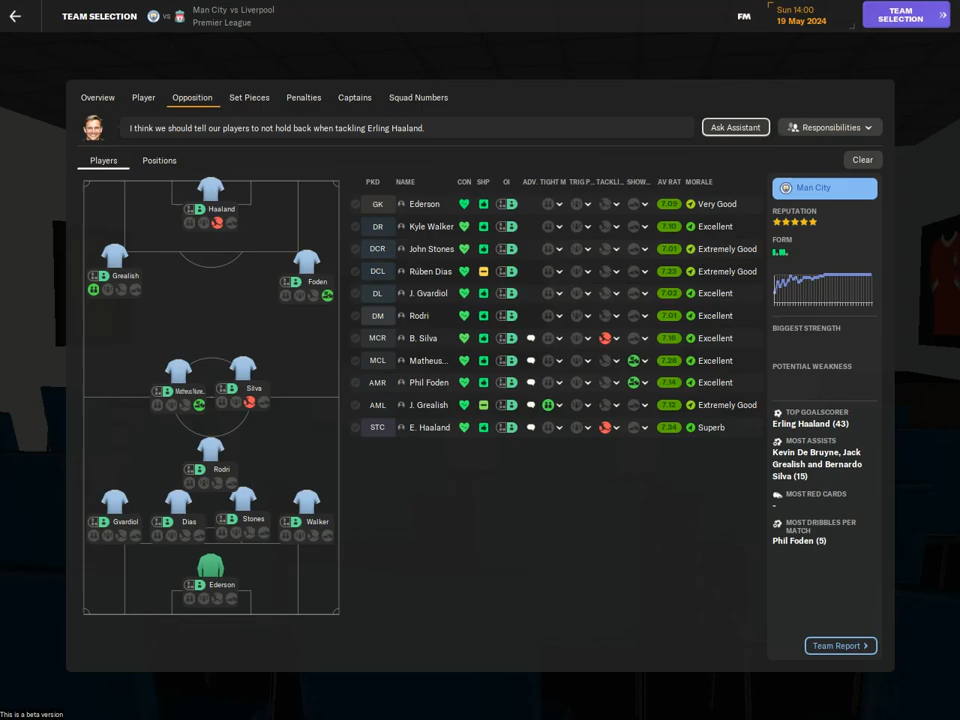 TEAM SELECTION
vs
Man City vs Liverpool
Premier League
FM
Sun 14:00
19 May 2024
TEAM
SELECTION
Overview
Player
Opposition
Set Pieces
Penalties
Captains
Squad Numbers
I think we should tell our players to not hold back when tackling Erling Haaland.
Ask Assistant
Responsibilities
Players
Positions
Clear
Haaland
Grealish
Foden
Matheus Nune...
Silva
Rodri
Gvardiol
Dias
Stones
Walker
Ederson
PKD NAME CON SHP OI ADV. TIGHT M TRIG P... TACKLI... SHOW... AV RAT MORALE
GK Ederson 7.09 Very Good
DR Kyle Walker 7.10 Excellent
DCR John Stones 7.01 Extremely Good
DCL Rúben Dias 7.23 Extremely Good
DL J. Gvardiol 7.02 Excellent
DM Rodri 7.01 Excellent
MCR B. Silva Excellent
MCL Matheus... 7.28 Excellent
AMR Phil Foden 7.14 Excellent
AML J. Grealish 7.12 Extremely Good
STC E. Haaland Superb
Man City
REPUTATION
FORM
BIGGEST STRENGTH
POTENTIAL WEAKNESS
TOP GOALSCORER
Erling Haaland (43)
MOST ASSISTS
Kevin De Bruyne, Jack
Grealish and Bernardo
Silva (15)
MOST RED CARDS
-
MOST DRIBBLES PER
MATCH
Phil Foden (5)
Team Report
This is a beta version